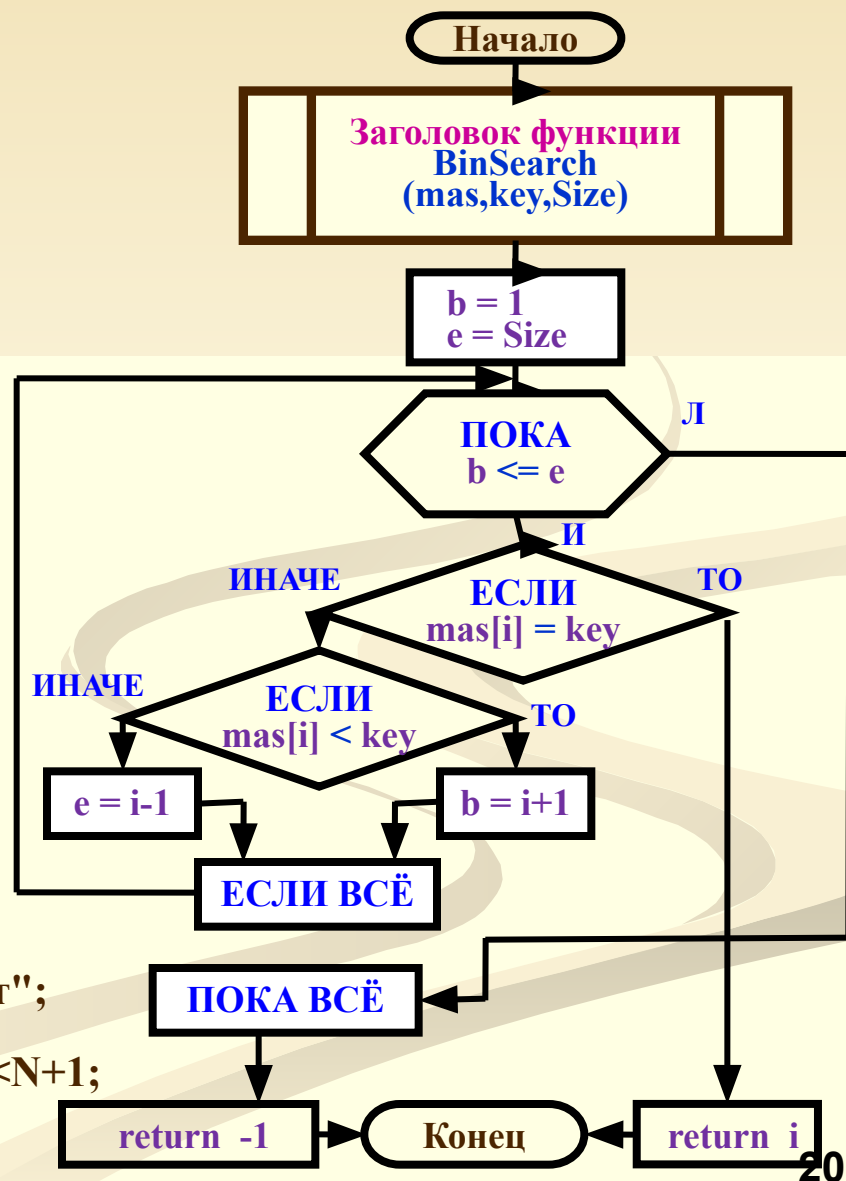 Начало
Заголовок функции
BinSearch
(mas,key,Size)
b = 1
e = Size
ПОКА
b <= e
Л
И
ИНАЧЕ
ЕСЛИ
mas[i] = key
ТО
ИНАЧЕ
ЕСЛИ
mas[i] < key
ТО
e = i-1
b = i+1
ЕСЛИ ВСЁ
т";
ПОКА ВСЁ
<N+1;
return -1
Конец
return i
20